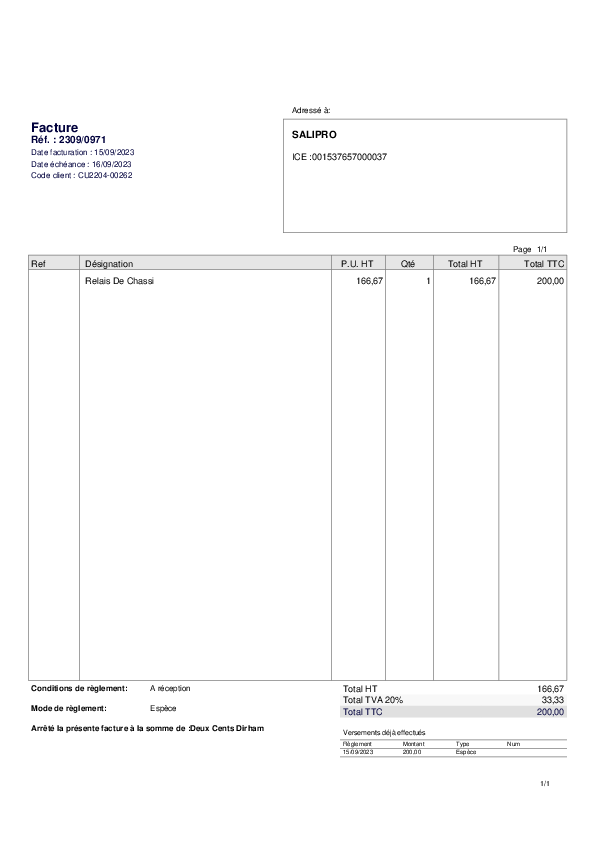 Adressé à:
Facture
Réf. : 2309/0971
Date facturation : 15/09/2023
Date échéance : 16/09/2023
Code client : CU2204-00262
SALIPRO
ICE :001537657000037
Page 1/1
Ref Désignation P.U. HT Qté Total HT Total TTC
Relais De Chassi 166,67 1 166,67 200,00
Conditions de règlement: A réception
Mode de règlement: Espèce
Arrêté la présente facture à la somme de :Deux Cents Dirham
Total HT 166,67
Total TVA 20% 33,33
Total TTC 200,00
Versements déjà effectués
Règlement Montant Type Num
15/09/2023 200,00 Espèce
1/1